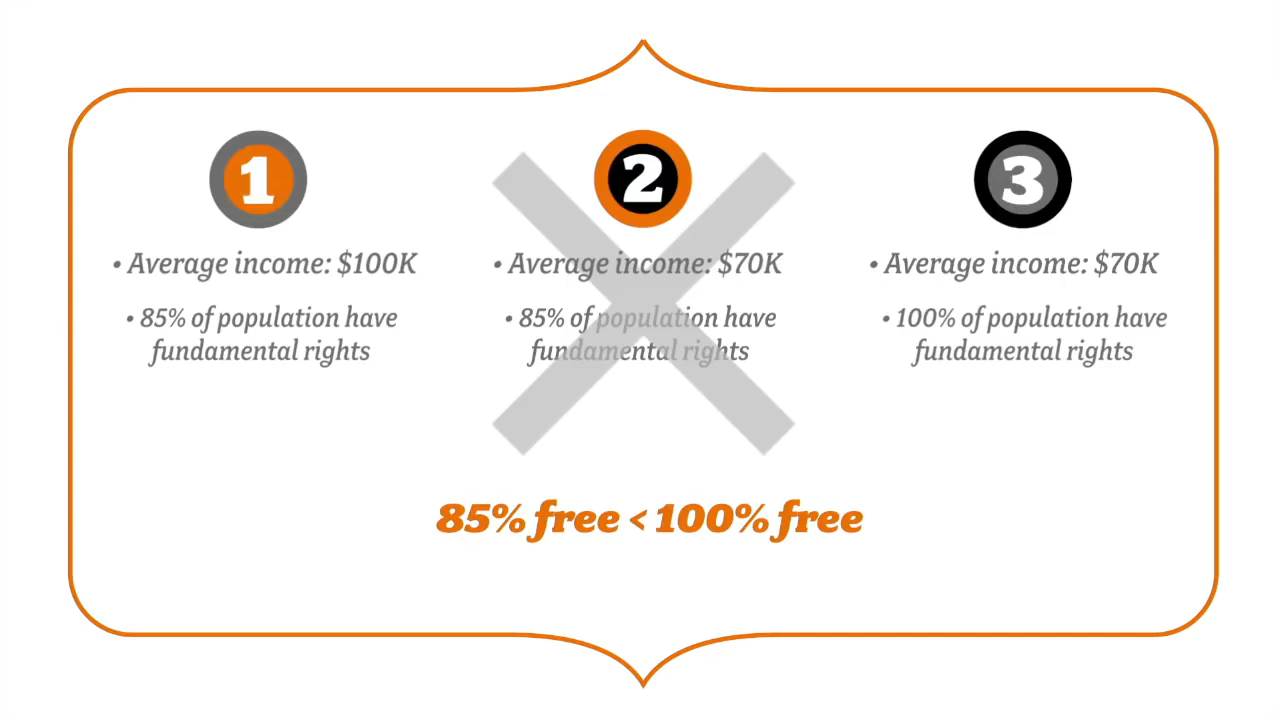 1
• Average income: $100K
• 85% of population have
fundamental rights
2
• Average income: $70K
• 85% of population have
fundamental rights
3
• Average income: $70K
• 100% of population have
fundamental rights
85% free < 100% free